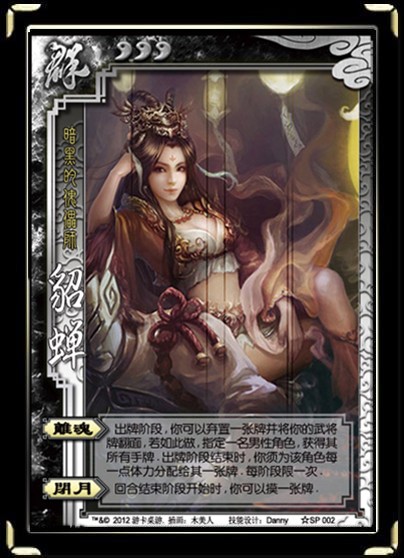 群
暗黑的傀儡師
貂蝉
離魂
出牌阶段，你可以弃置一张牌并将你的武将
牌翻面，若如此做，指定一名男性角色，获得其
所有手牌。出牌阶段结束时，你须为该角色每
一点体力分配给其一张牌。每阶段限一次.
閉月
回合结束阶段开始时，你可以摸一张牌.
™&© 2012 游卡桌游. 插画：木美人 技能设计：Danny ☆SP 002